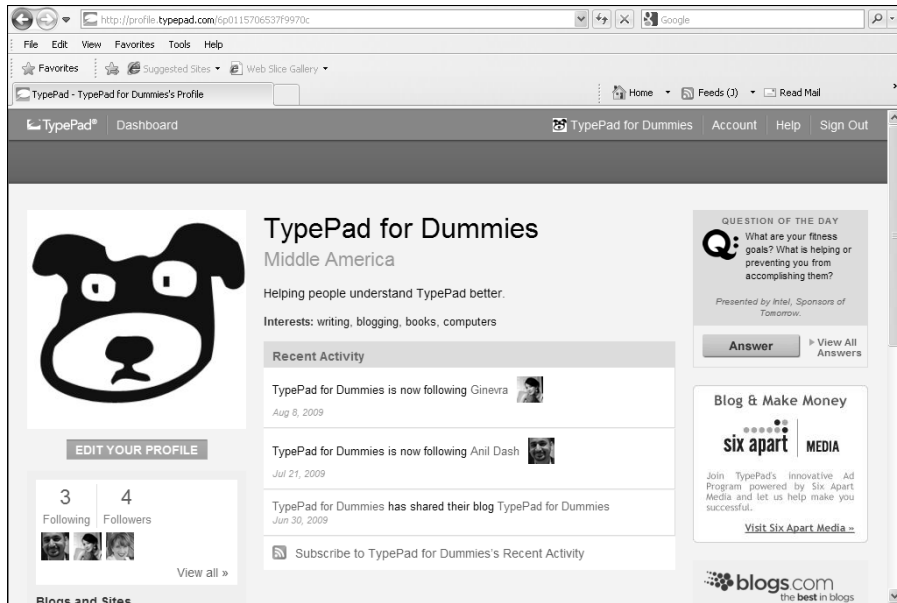 http://profile.typepad.com/6p0115706537f9970c
Google
File Edit View Favorites Tools Help
Favorites Suggested Sites Web Slice Gallery
TypePad - TypePad for Dummies's Profile
Home Feeds (J) Read Mail
TypePad® Dashboard
TypePad for Dummies Account Help Sign Out
TypePad for Dummies
Middle America
Helping people understand TypePad better.
Interests: writing, blogging, books, computers
Recent Activity
TypePad for Dummies is now following Ginevra
Aug 8, 2009
TypePad for Dummies is now following Anil Dash
Jul 21, 2009
TypePad for Dummies has shared their blog TypePad for Dummies
Jun 30, 2009
Subscribe to TypePad for Dummies's Recent Activity
EDIT YOUR PROFILE
3 4
Following Followers
View all »
Blogs and Sites
QUESTION OF THE DAY
Q:
What are your fitness
goals? What is helping or
preventing you from
accomplishing them?
Presented by Intel, Sponsors of
Tomorrow.
Answer
View All
Answers
Blog & Make Money
six apart MEDIA
Join TypePad's innovative Ad
Program powered by Six Apart
Media and let us help make you
successful.
Visit Six Apart Media »
blogs.com
the best in blogs